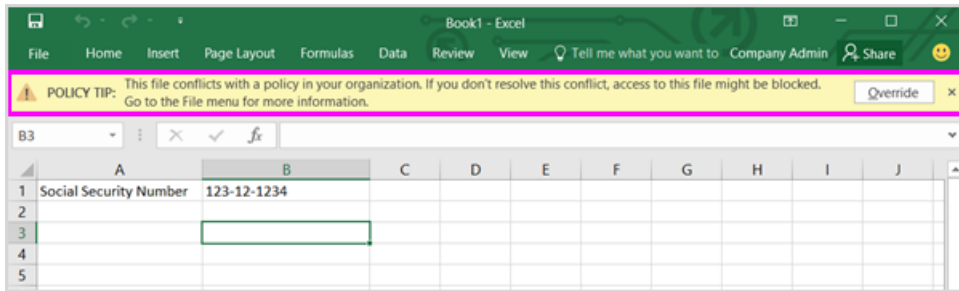 Book1 - Excel
File Home Insert Page Layout Formulas Data Review View Tell me what you want to Company Admin Share
POLICY TIP: This file conflicts with a policy in your organization. If you don't resolve this conflict, access to this file might be blocked.
Go to the File menu for more information.
Override
B3 fx
A B C D E F G H I J
1 Social Security Number 123-12-1234
2
3
4
5